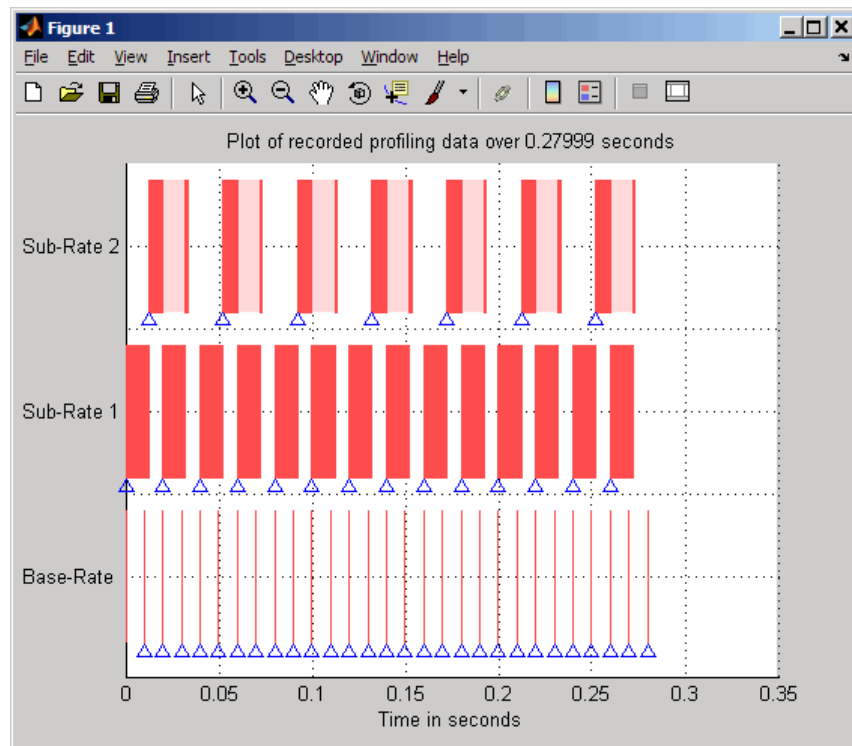 Figure 1
File Edit View Insert Tools Desktop Window Help
Plot of recorded profiling data over 0.27999 seconds
Sub-Rate 2
Sub-Rate 1
Base-Rate
0 0.05 0.1 0.15 0.2 0.25 0.3 0.35
Time in seconds